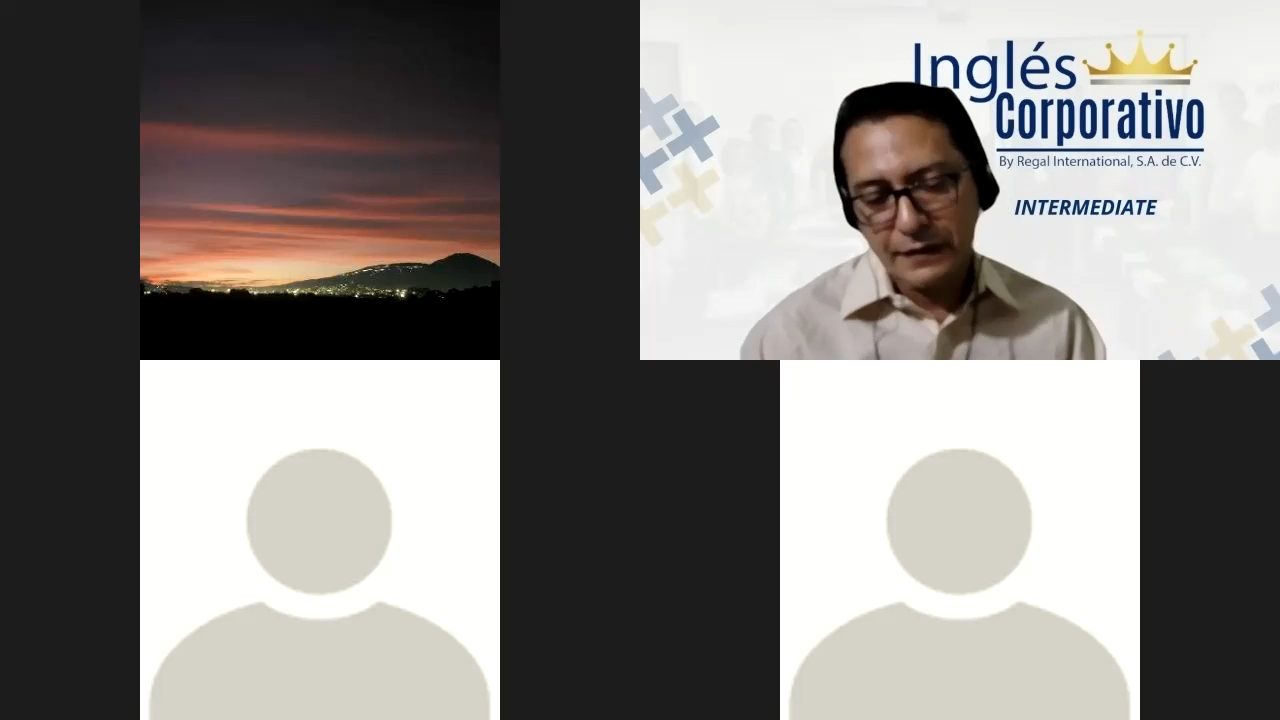 Inglés
Corporativo
By Regal International, S.A. de C.V.
INTERMEDIATE